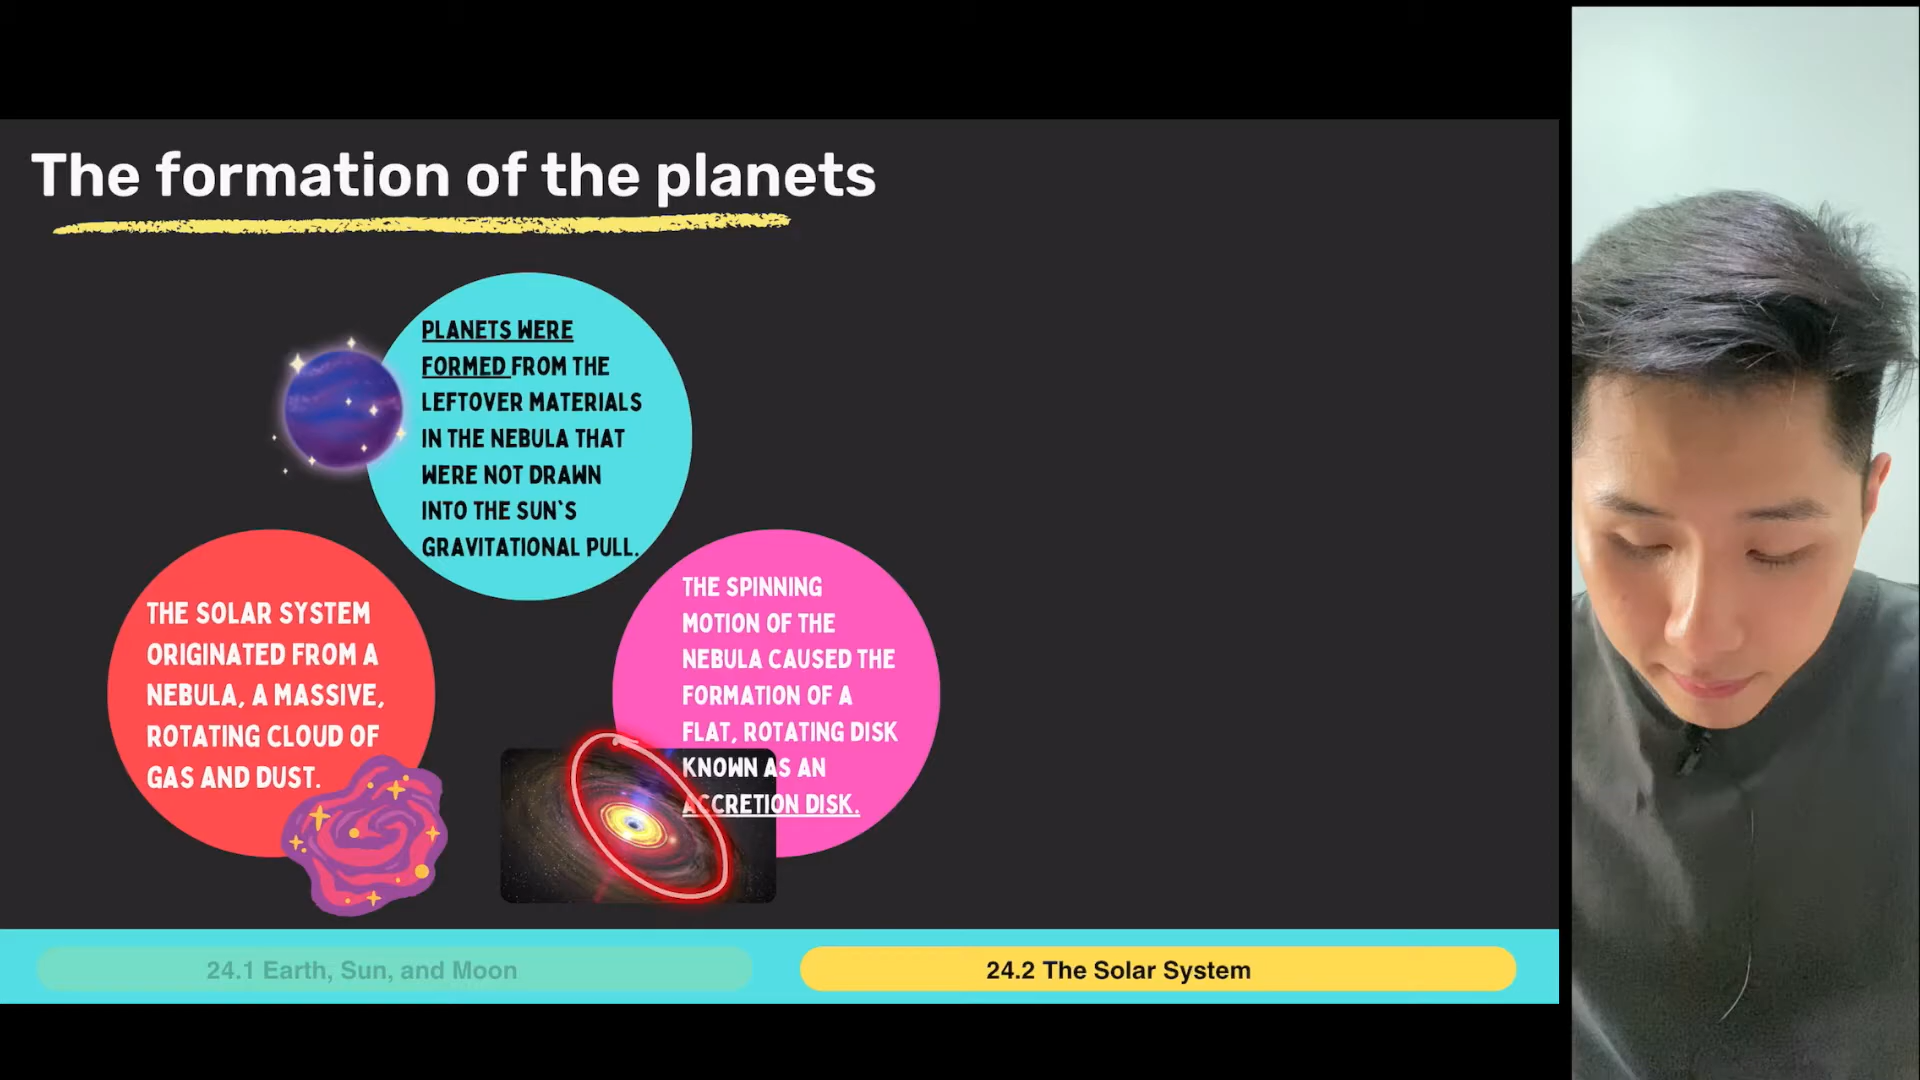 The formation of the planets
PLANETS WERE
FORMED FROM THE
LEFTOVER MATERIALS
IN THE NEBULA THAT
WERE NOT DRAWN
INTO THE SUN`S
GRAVITATIONAL PULL.
THE SOLAR SYSTEM
ORIGINATED FROM A
NEBULA, A MASSIVE,
ROTATING CLOUD OF
GAS AND DUST.
THE SPINNING
MOTION OF THE
NEBULA CAUSED THE
FORMATION OF A
FLAT, ROTATING DISK
KNOWN AS AN
ACCRETION DISK.
24.1 Earth, Sun, and Moon
24.2 The Solar System